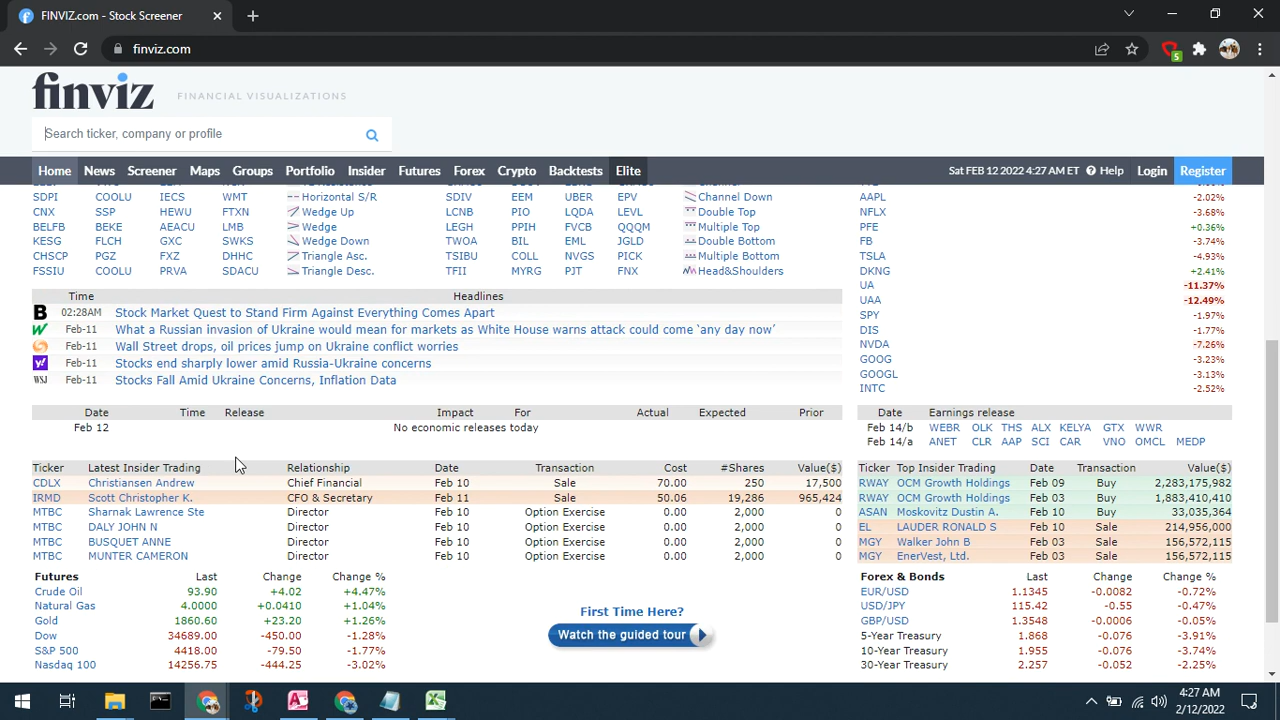 FINVIZ.com - Stock Screener
finviz.com
5
finviz FINANCIAL VISUALIZATIONS
Search ticker, company or profile
Home News Screener Maps Groups Portfolio Insider Futures Forex Crypto Backtests Elite Sat FEB 12 2022 4:27 AM ET Help Login Register
SDPI COOLU IECS WMT Horizontal S/R SDIV EEM UBER EPV Channel Down AAPL -2.02%
CNX SSP HEWU FTXN Wedge Up LCNB PIO LQDA LEVL Double Top NFLX -3.68%
BELFB BEKE AEACU LMB Wedge LEGH PPIH FVCB QQQM Multiple Top PFE +0.36%
KESG FLCH GXC SWKS Wedge Down TWOA BIL EML JGLD Double Bottom FB -3.74%
CHSCP PGZ FXZ DHHC Triangle Asc. TSIBU COLL NVGS PICK Multiple Bottom TSLA -4.93%
FSSIU COOLU PRVA SDACU Triangle Desc. TFII MYRG PJT FNX Head&Shoulders DKNG +2.41%
UA -11.37%
UAA -12.49%
SPY -1.97%
DIS -1.77%
NVDA -7.26%
GOOG -3.23%
GOOGL -3.13%
INTC -2.52%
Time Headlines
B 02:28AM Stock Market Quest to Stand Firm Against Everything Comes Apart
Feb-11 What a Russian invasion of Ukraine would mean for markets as White House warns attack could come ‘any day now’
Feb-11 Wall Street drops, oil prices jump on Ukraine conflict worries
y! Feb-11 Stocks end sharply lower amid Russia-Ukraine concerns
WSJ Feb-11 Stocks Fall Amid Ukraine Concerns, Inflation Data
Date Time Release Impact For Actual Expected Prior
Feb 12 No economic releases today
Date Earnings release
Feb 14/b WEBR OLK THS ALX KELYA GTX WWR
Feb 14/a ANET CLR AAP SCI CAR VNO OMCL MEDP
Ticker Latest Insider Trading Relationship Date Transaction Cost #Shares Value($)
CDLX Christiansen Andrew Chief Financial Feb 10 Sale 70.00 250 17,500
IRMD Scott Christopher K. CFO & Secretary Feb 11 Sale 50.06 19,286 965,424
MTBC Sharnak Lawrence Ste Director Feb 10 Option Exercise 0.00 2,000 0
MTBC DALY JOHN N Director Feb 10 Option Exercise 0.00 2,000 0
MTBC BUSQUET ANNE Director Feb 10 Option Exercise 0.00 2,000 0
MTBC MUNTER CAMERON Director Feb 10 Option Exercise 0.00 2,000 0
Ticker Top Insider Trading Date Transaction Value($)
RWAY OCM Growth Holdings Feb 09 Buy 2,283,175,982
RWAY OCM Growth Holdings Feb 03 Buy 1,883,410,410
ASAN Moskovitz Dustin A. Feb 10 Buy 33,035,364
EL LAUDER RONALD S Feb 10 Sale 214,956,000
MGY Walker John B Feb 03 Sale 156,572,115
MGY EnerVest, Ltd. Feb 03 Sale 156,572,115
Futures Last Change Change %
Crude Oil 93.90 +4.02 +4.47%
Natural Gas 4.0000 +0.0410 +1.04%
Gold 1860.60 +23.20 +1.26%
Dow 34689.00 -450.00 -1.28%
S&P 500 4418.00 -79.50 -1.77%
Nasdaq 100 14256.75 -444.25 -3.02%
First Time Here?
Watch the guided tour
Forex & Bonds Last Change Change %
EUR/USD 1.1345 -0.0082 -0.72%
USD/JPY 115.42 -0.55 -0.47%
GBP/USD 1.3548 -0.0006 -0.05%
5-Year Treasury 1.868 -0.076 -3.91%
10-Year Treasury 1.955 -0.076 -3.74%
30-Year Treasury 2.257 -0.052 -2.25%
4:27 AM
2/12/2022